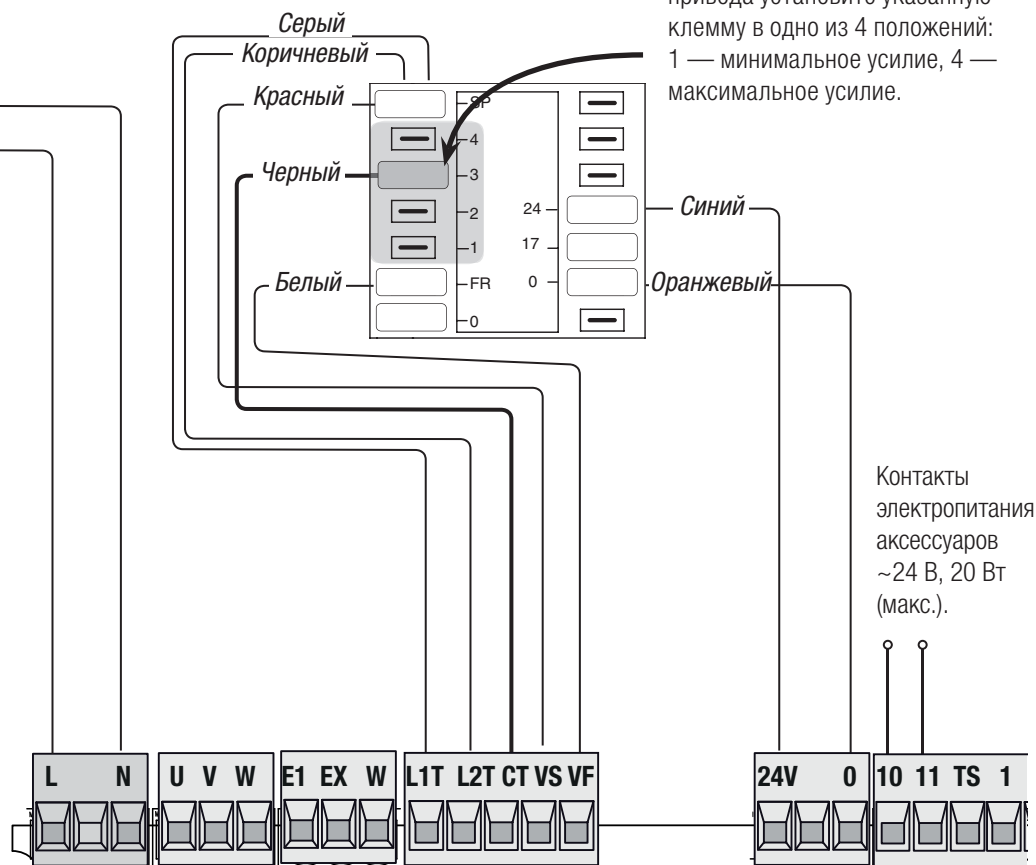 привода установите указанную
клемму в одно из 4 положений:
1 — минимальное усилие, 4 —
максимальное усилие.
Серый
Коричневый
Красный
SP
4
Черный
3
2
24
Синий
1
17
Белый
FR
0
Оранжевый
0
Контакты
электропитания
аксессуаров
~24 В, 20 Вт
(макс.).
L N U V W E1 EX W L1T L2T CT VS VF 24V 0 10 11 TS 1